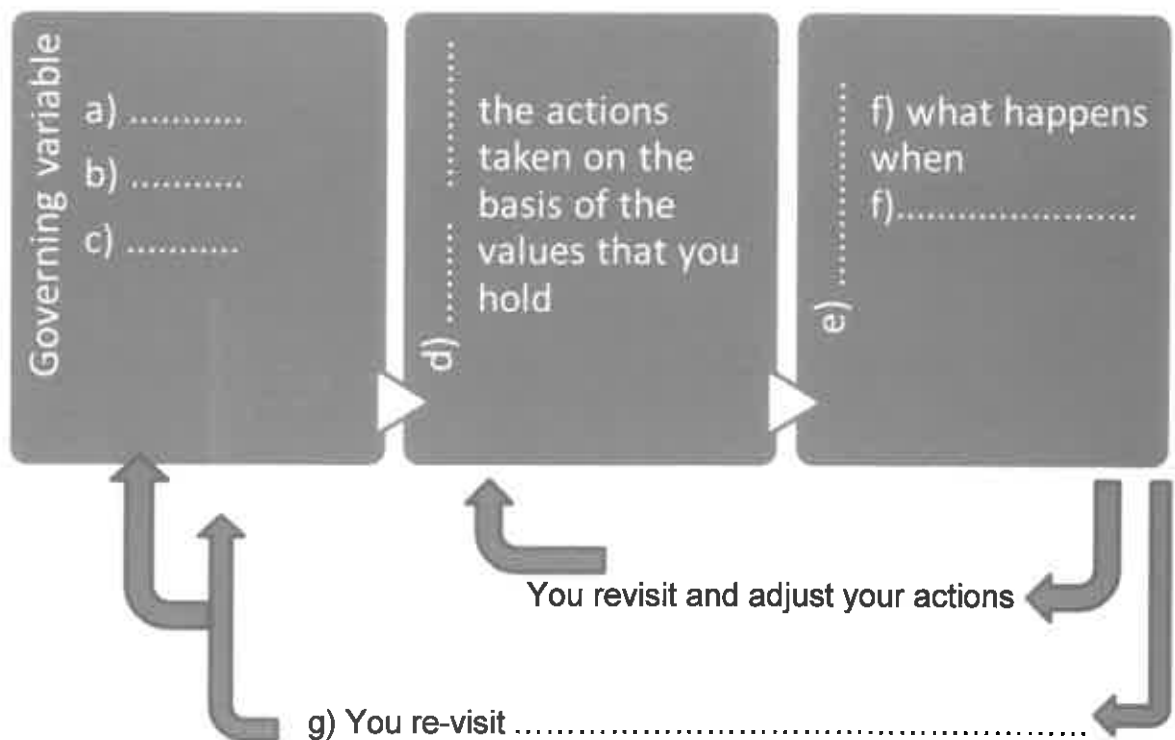 Governing variable
a) ...........
b) ...........
c) ...........
d) ........ ................
the actions
taken on the
basis of the
values that you
hold
e) .......................
f) what happens
when
f).......................
You revisit and adjust your actions
g) You re-visit ......................................................